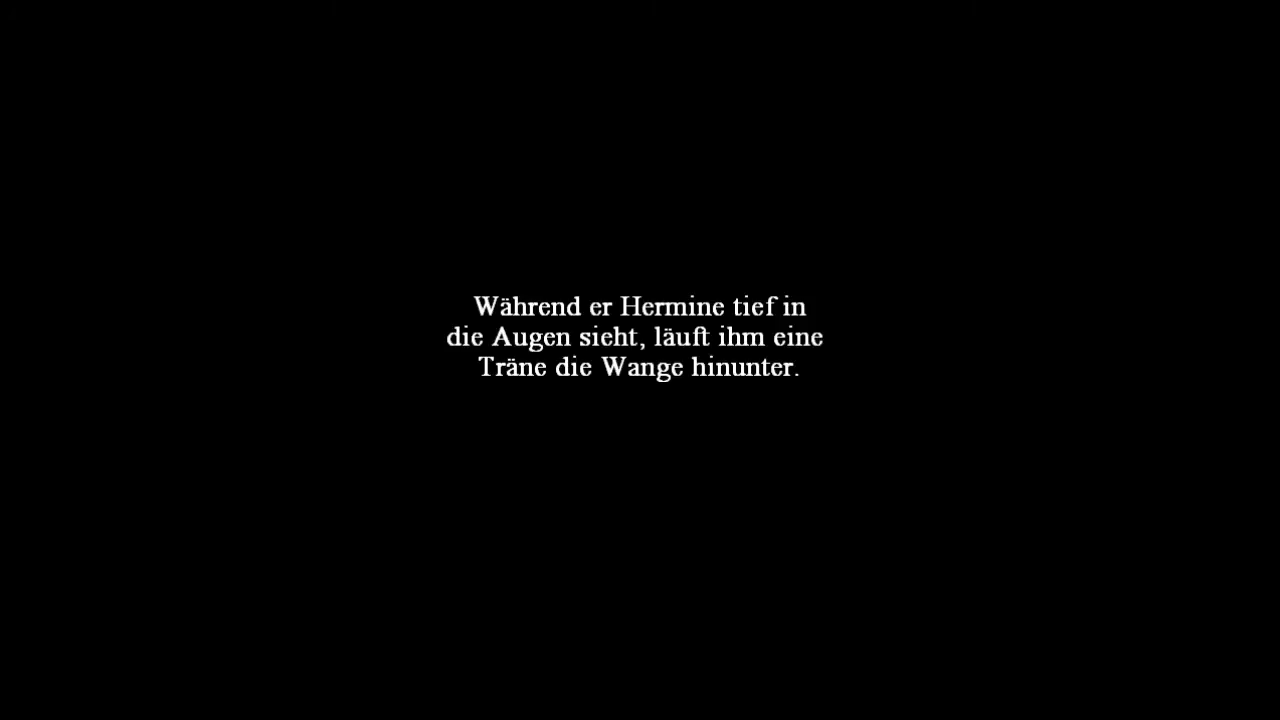 Während er Hermine tief in
die Augen sieht, läuft ihm eine
Träne die Wange hinunter.